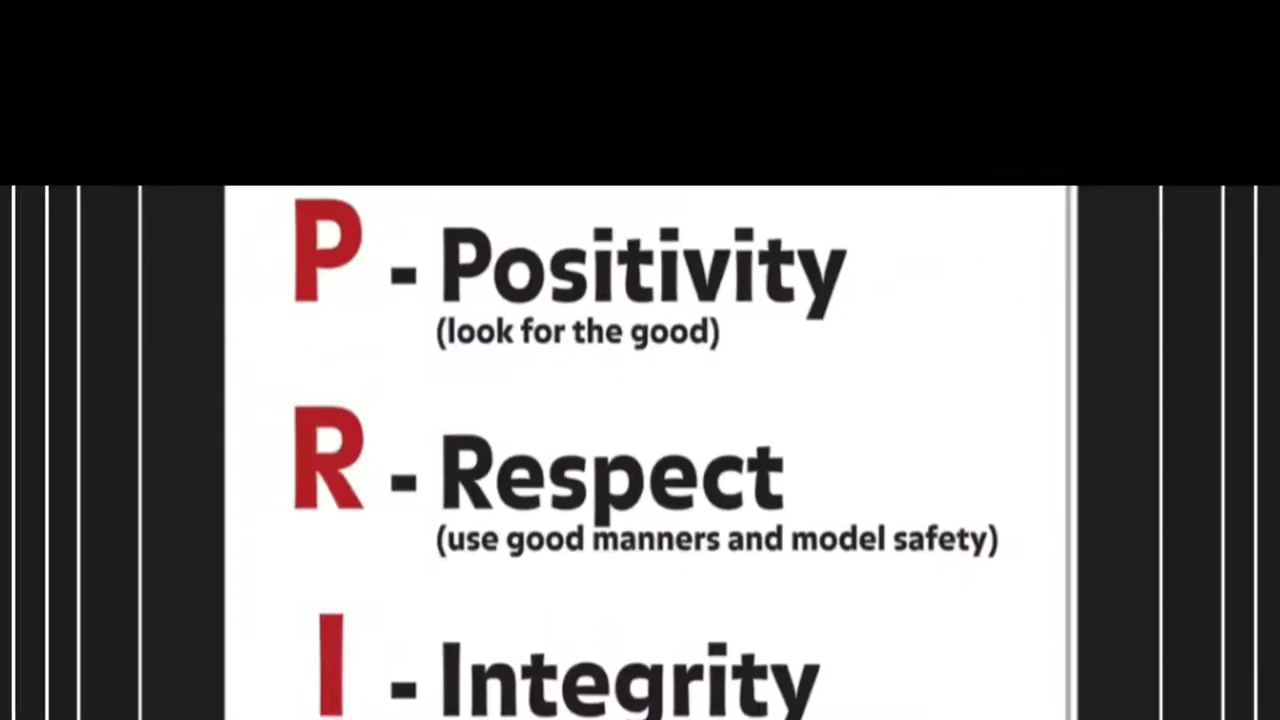 P - Positivity
(look for the good)
R - Respect
(use good manners and model safety)
I - Integrity